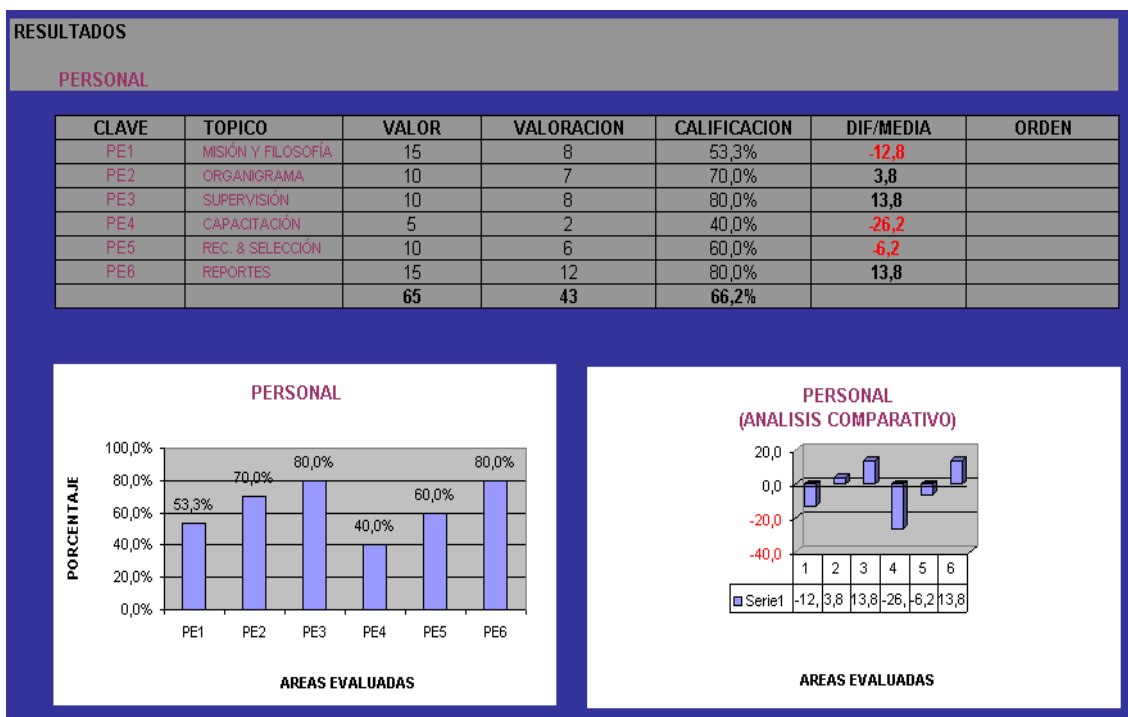 RESULTADOS
PERSONAL
CLAVE TOPICO VALOR VALORACION CALIFICACION DIF/MEDIA ORDEN
PE1 MISIÓN Y FILOSOFÍA 15 8 53,3% -12,8
PE2 ORGANIGRAMA 10 7 70,0% 3,8
PE3 SUPERVISIÓN 10 8 80,0% 13,8
PE4 CAPACITACIÓN 5 2 40,0% -26,2
PE5 REC. & SELECCIÓN 10 6 60,0% -6,2
PE6 REPORTES 15 12 80,0% 13,8
65 43 66,2%
PERSONAL
PORCENTAJE
100,0%
80,0%
60,0%
40,0%
20,0%
0,0%
53,3% 70,0% 80,0% 40,0% 60,0% 80,0%
PE1 PE2 PE3 PE4 PE5 PE6
AREAS EVALUADAS
PERSONAL
(ANALISIS COMPARATIVO)
20,0
0,0
-20,0
-40,0
1 2 3 4 5 6
Serie1 -12, 3,8 13,8 -26, -6,2 13,8
AREAS EVALUADAS